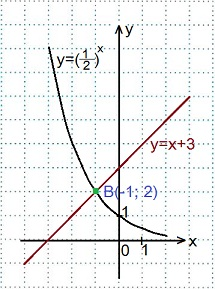 y
y=(1/2)^x
y=x+3
B(-1; 2)
1
x
0 1